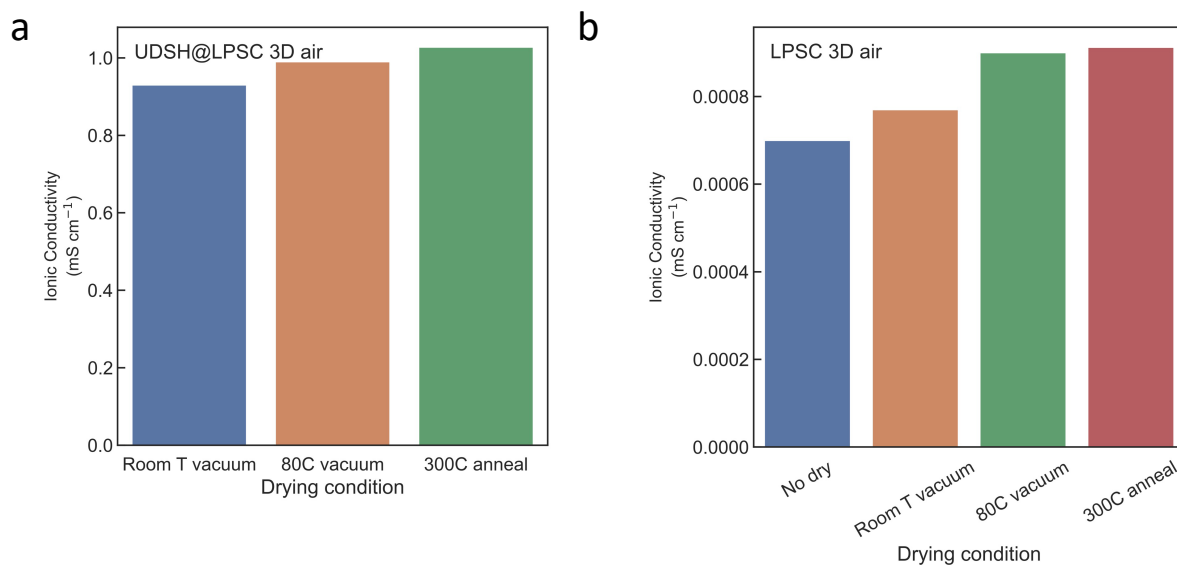 a
UDSH@LPSC 3D air
1.0
0.8
0.6
0.4
0.2
0.0
Ionic Conductivity
(mS cm⁻¹)
Room T vacuum
80C vacuum
300C anneal
Drying condition
b
LPSC 3D air
0.0008
0.0006
0.0004
0.0002
0.0000
Ionic Conductivity
(mS cm⁻¹)
No dry
Room T vacuum
80C vacuum
300C anneal
Drying condition